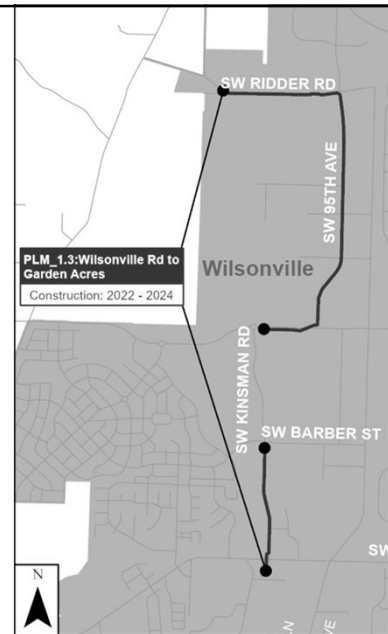 SW RIDDER RD
SW 95TH AVE
PLM_1.3:Wilsonville Rd to
Garden Acres
Construction: 2022 - 2024
Wilsonville
SW KINSMAN RD
SW BARBER ST
SW
N
N
VE